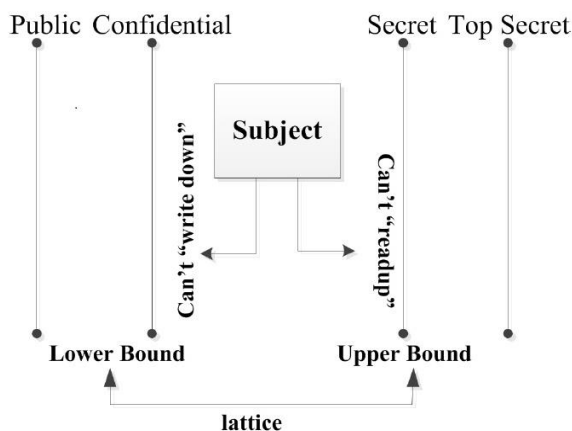 Public Confidential Secret Top Secret
Subject
Can't “write down”
Can't “readup”
Lower Bound Upper Bound
lattice